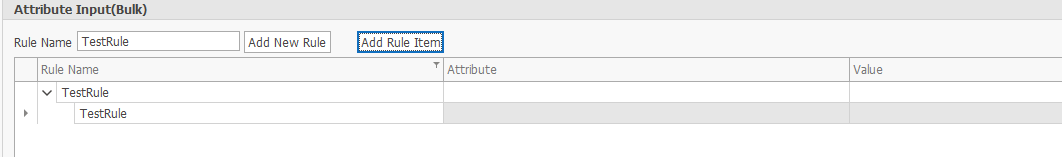 Attribute Input(Bulk)
Rule Name TestRule Add New Rule Add Rule Item
Rule Name Attribute Value
TestRule
TestRule